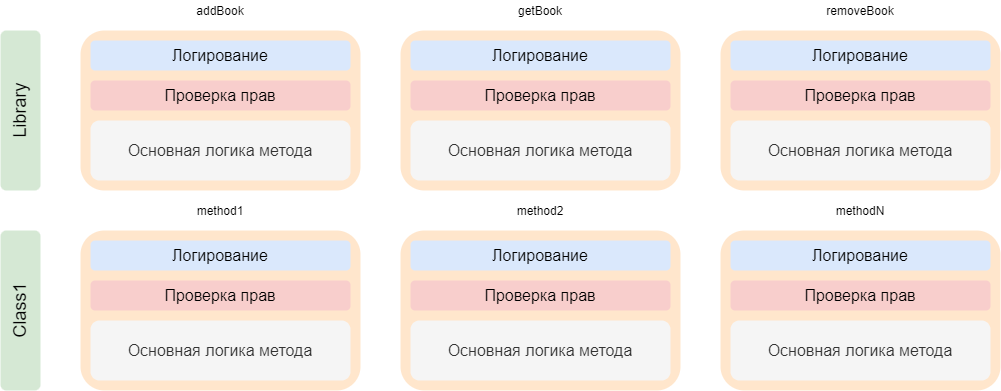 addBook
getBook
removeBook
Library
Логирование
Логирование
Логирование
Проверка прав
Проверка прав
Проверка прав
Основная логика метода
Основная логика метода
Основная логика метода
method1
method2
methodN
Class1
Логирование
Логирование
Логирование
Проверка прав
Проверка прав
Проверка прав
Основная логика метода
Основная логика метода
Основная логика метода